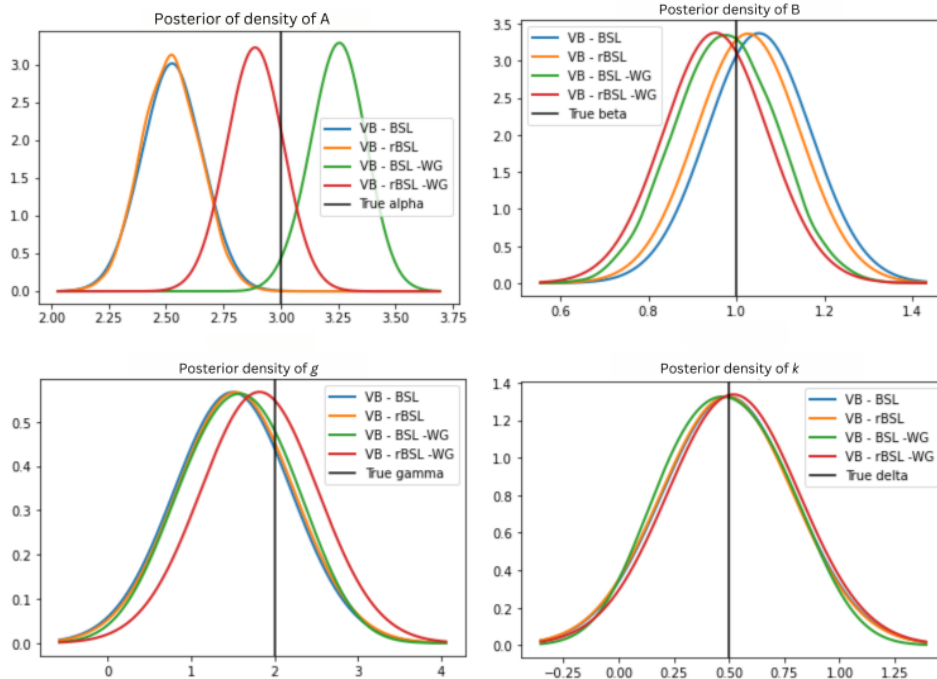 Posterior of density of A
3.0
2.5
2.0
1.5
1.0
0.5
0.0
VB - BSL
VB - rBSL
VB - BSL -WG
VB - rBSL -WG
True alpha
2.00 2.25 2.50 2.75 3.00 3.25 3.50 3.75
Posterior density of B
3.5
3.0
2.5
2.0
1.5
1.0
0.5
0.0
VB - BSL
VB - rBSL
VB - BSL -WG
VB - rBSL -WG
True beta
0.6 0.8 1.0 1.2 1.4
Posterior density of g
0.5
0.4
0.3
0.2
0.1
0.0
VB - BSL
VB - rBSL
VB - BSL -WG
VB - rBSL -WG
True gamma
0 1 2 3 4
Posterior density of k
1.4
1.2
1.0
0.8
0.6
0.4
0.2
0.0
VB - BSL
VB - rBSL
VB - BSL -WG
VB - rBSL -WG
True delta
−0.25 0.00 0.25 0.50 0.75 1.00 1.25